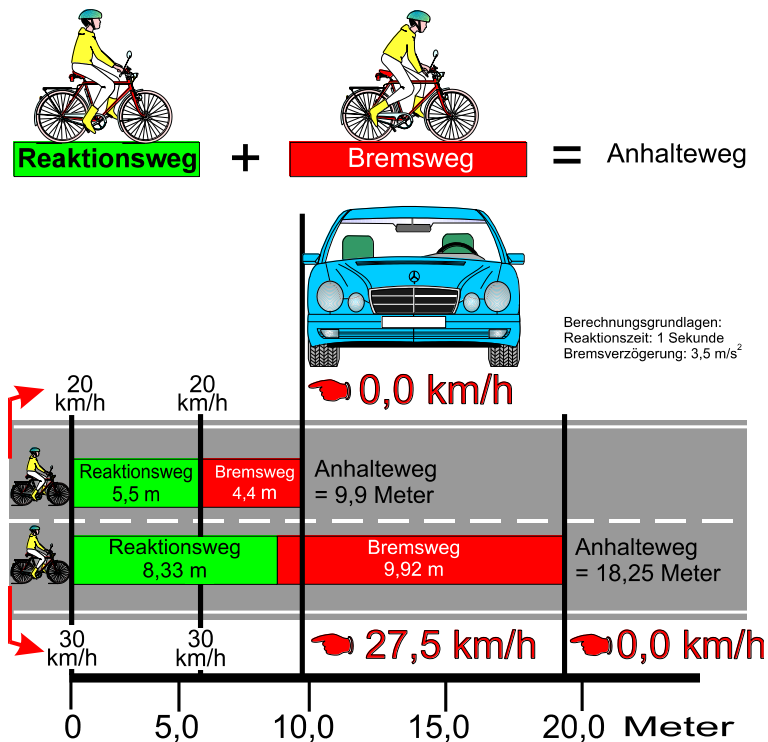 Reaktionsweg + Bremsweg = Anhalteweg
Berechnungsgrundlagen:
Reaktionszeit: 1 Sekunde
Bremsverzögerung: 3,5 m/s²
0,0 km/h
20
km/h
20
km/h
Reaktionsweg
5,5 m
Bremsweg
4,4 m
Anhalteweg
= 9,9 Meter
Reaktionsweg
8,33 m
Bremsweg
9,92 m
Anhalteweg
= 18,25 Meter
30
km/h
30
km/h
27,5 km/h
0,0 km/h
0 5,0 10,0 15,0 20,0 Meter